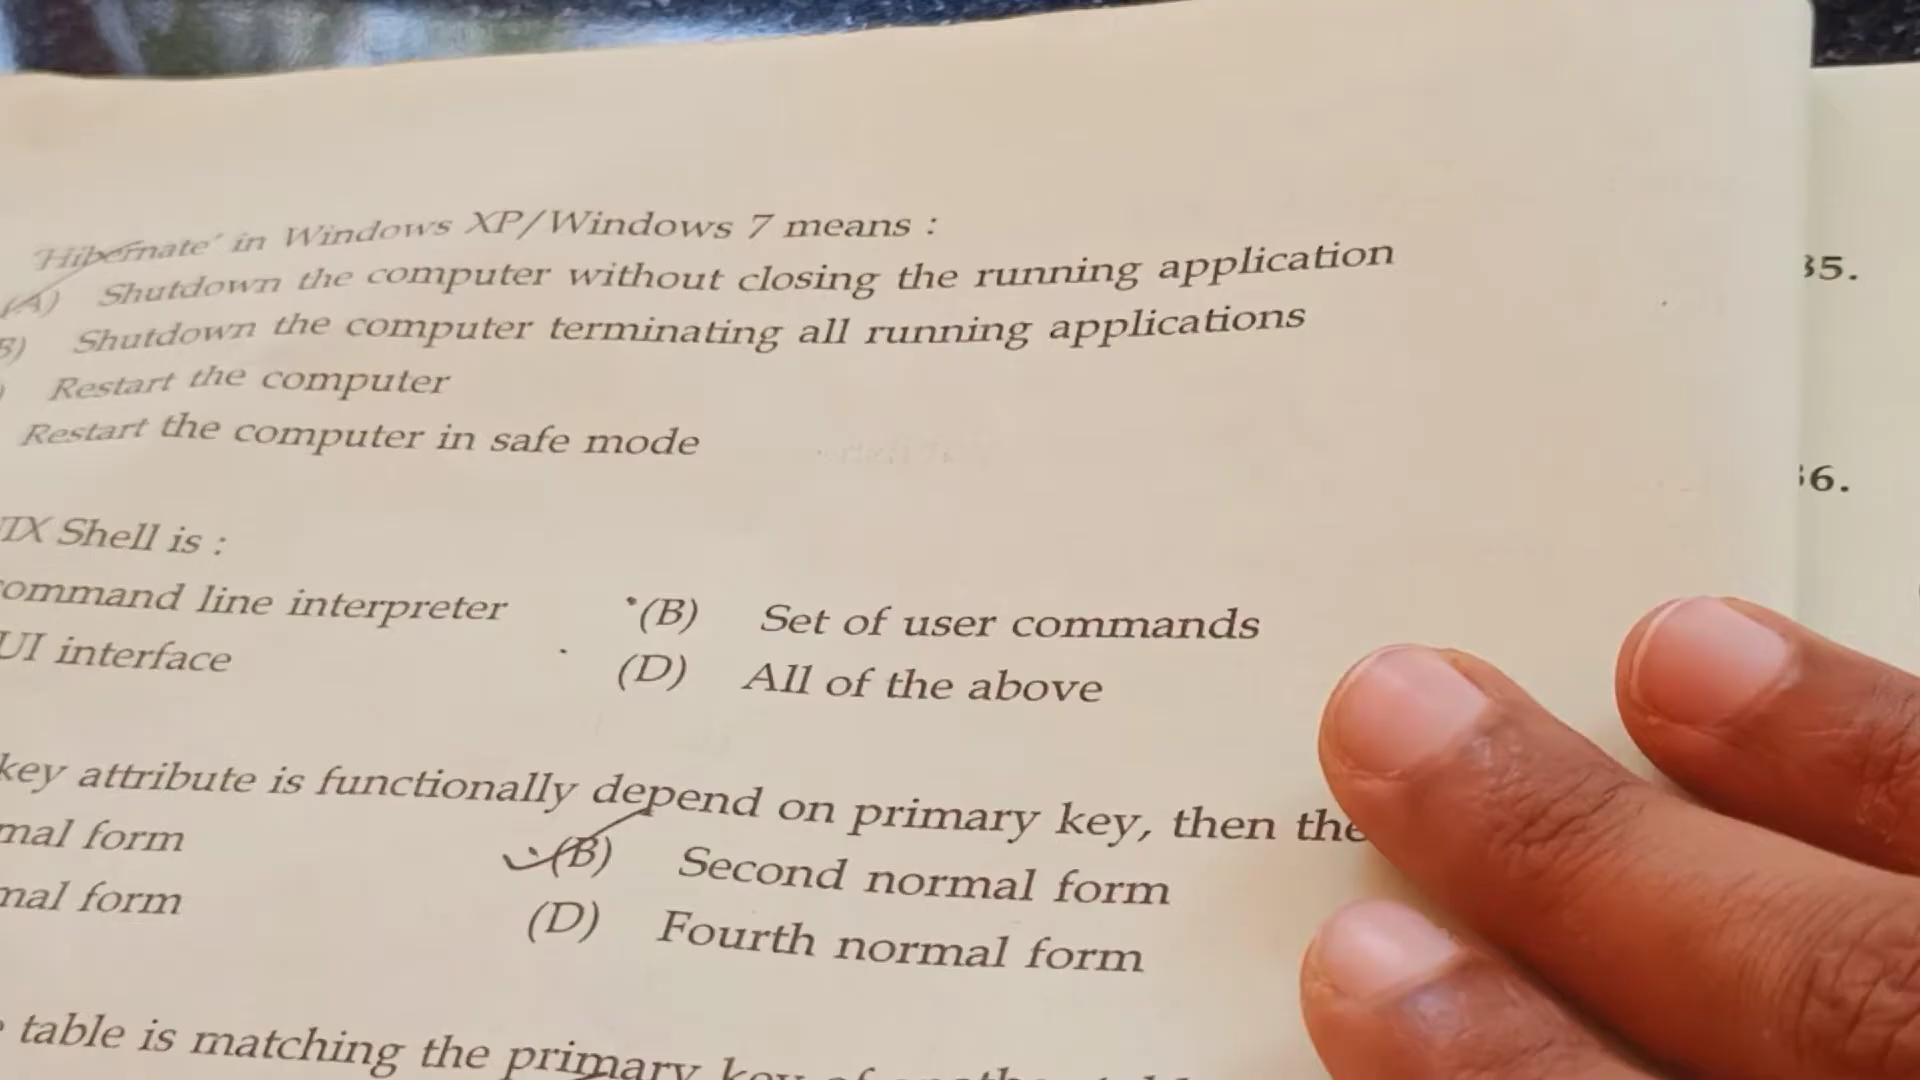 'Hibernate' in Windows XP/Windows 7 means :
(A) Shutdown the computer without closing the running application
B) Shutdown the computer terminating all running applications
) Restart the computer
Restart the computer in safe mode
IX Shell is :
ommand line interpreter (B) Set of user commands
UI interface (D) All of the above
key attribute is functionally depend on primary key, then the
mal form (B) Second normal form
mal form (D) Fourth normal form
table is matching the primary key of
35.
36.